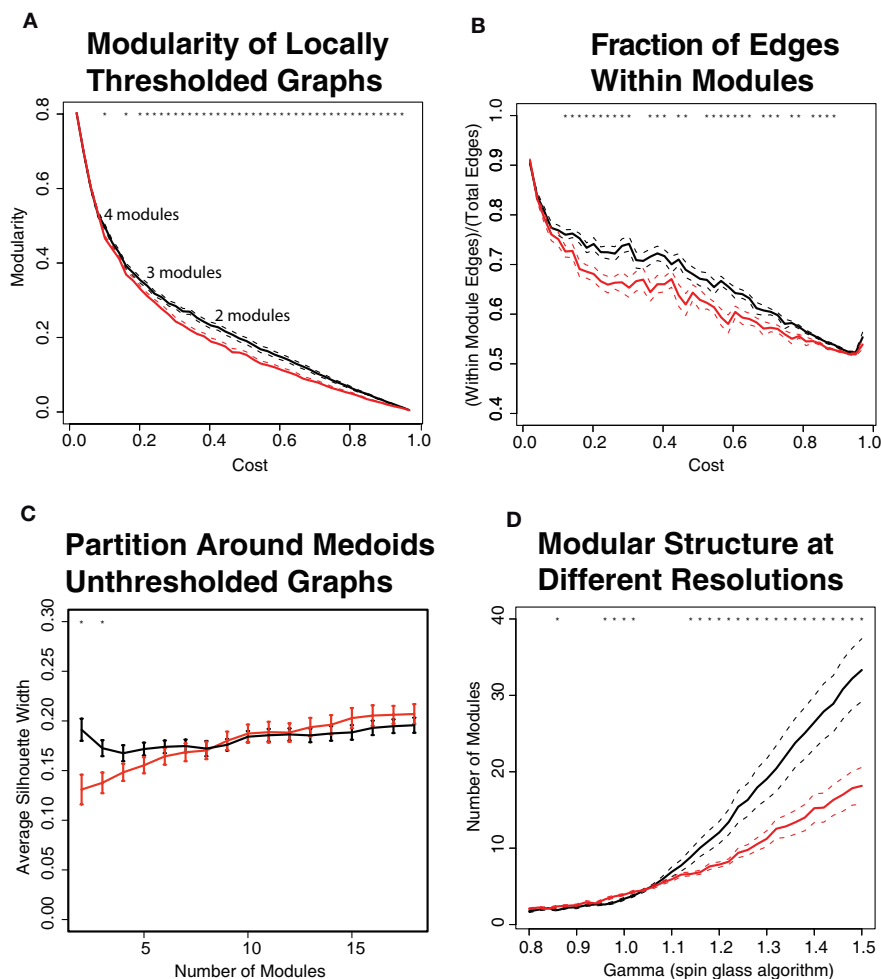 A
Modularity of Locally
Thresholded Graphs
0.8
0.6
0.4
0.2
0.0
Modularity
4 modules
3 modules
2 modules
* * * * * * * * * * * * * * * * * * * * * * * * * * * * * * * * * * * * * * * *
0.0 0.2 0.4 0.6 0.8 1.0
Cost
B
Fraction of Edges
Within Modules
1.0
0.9
0.8
0.7
0.6
0.5
0.4
(Within Module Edges)/(Total Edges)
0.0 0.2 0.4 0.6 0.8 1.0
Cost
C
Partition Around Medoids
Unthresholded Graphs
0.30
0.25
0.20
0.15
0.10
0.05
0.00
Average Silhouette Width
* *
5 10 15
Number of Modules
D
Modular Structure at
Different Resolutions
40
30
20
10
0
Number of Modules
0.8 0.9 1.0 1.1 1.2 1.3 1.4 1.5
Gamma (spin glass algorithm)